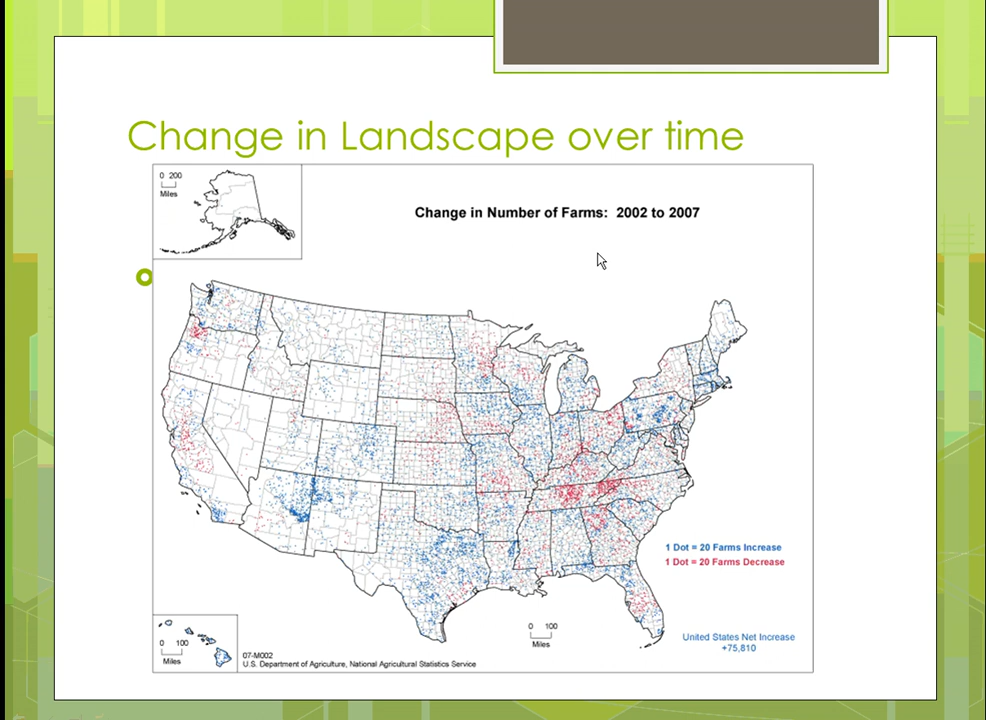 Change in Landscape over time
0 200
Miles
Change in Number of Farms: 2002 to 2007
1 Dot = 20 Farms Increase
1 Dot = 20 Farms Decrease
0 100
Miles
United States Net Increase
+75,810
0 100
Miles
07-M002
U.S. Department of Agriculture, National Agricultural Statistics Service